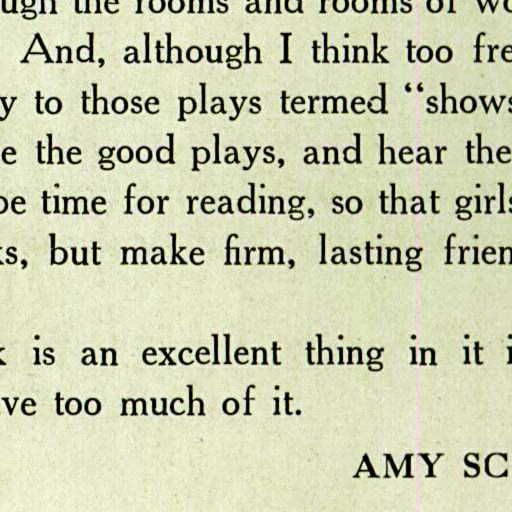 ugh the rooms and rooms of wo
And, although I think too fre
y to those plays termed “shows
e the good plays, and hear the
be time for reading, so that girls
ks, but make firm, lasting frien
k is an excellent thing in it i
ve too much of it.
AMY SC